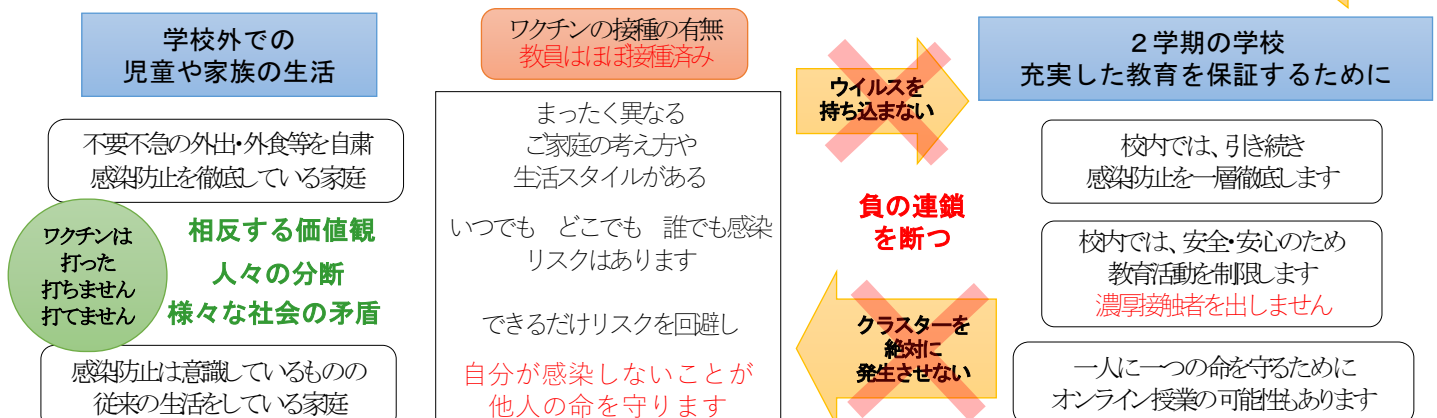 学校外での
児童や家族の生活
不要不急の外出・外食等を自粛
感染防止を徹底している家庭
ワクチンは
打った
打ちません
打てません
相反する価値観
人々の分断
様々な社会の矛盾
感染防止は意識しているものの
従来の生活をしている家庭
ワクチンの接種の有無
教員はほぼ接種済み
まったく異なる
ご家庭の考え方や
生活スタイルがある
いつでも　どこでも　誰でも感染
リスクはあります
できるだけリスクを回避し
自分が感染しないことが
他人の命を守ります
ウイルスを
持ち込まない
負の連鎖
を断つ
クラスターを
絶対に
発生させない
２学期の学校
充実した教育を保証するために
校内では、引き続き
感染防止を一層徹底します
校内では、安全・安心のため
教育活動を制限します
濃厚接触者を出しません
一人に一つの命を守るために
オンライン授業の可能性もあります